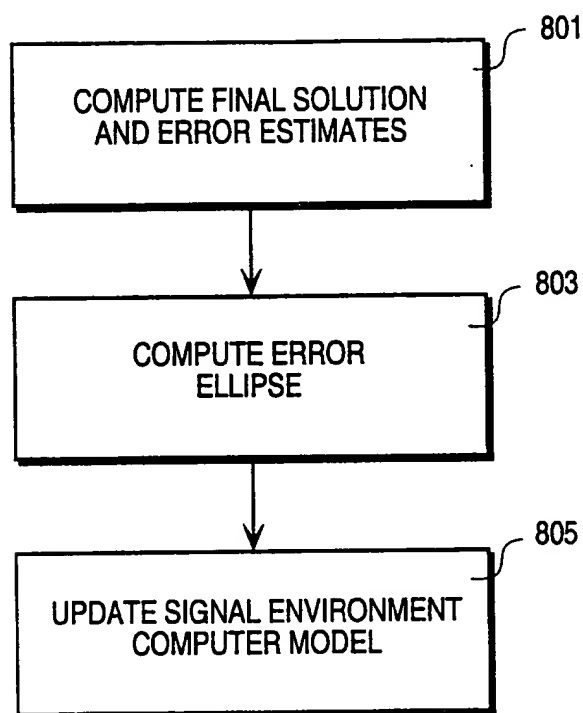 801
COMPUTE FINAL SOLUTION
AND ERROR ESTIMATES
803
COMPUTE ERROR
ELLIPSE
805
UPDATE SIGNAL ENVIRONMENT
COMPUTER MODEL